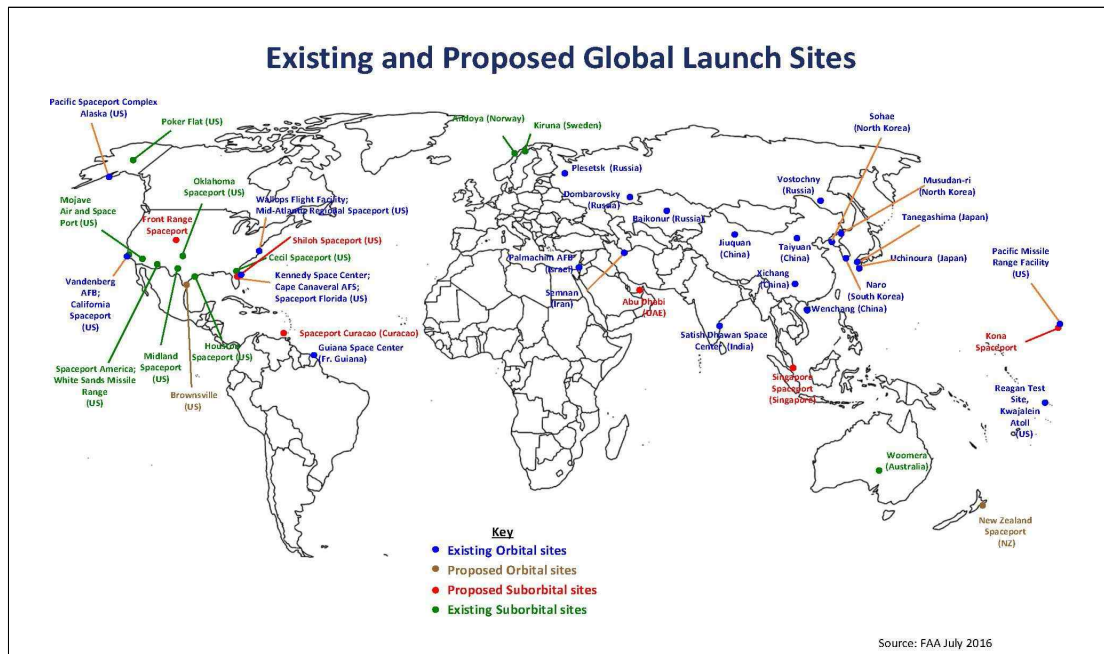 Existing and Proposed Global Launch Sites
Pacific Spaceport Complex
Alaska (US)
Poker Flat (US)
Andoya (Norway)
Kiruna (Sweden)
Sohae
(North Korea)
Plesetsk (Russia)
Vostochny
(Russia)
Musudan-ri
(North Korea)
Oklahoma
Spaceport (US)
Dombarovsky
(Russia)
Mojave
Air and Space
Port (US)
Wallops Flight Facility;
Mid-Atlantic Regional Spaceport (US)
Front Range
Spaceport
Baikonur (Russia)
Tanegashima (Japan)
Shiloh Spaceport (US)
Jiuquan
(China)
Taiyuan
(China)
Pacific Missile
Range Facility
(US)
Cecil Spaceport (US)
Palmachim AFB
(Israel)
Uchinoura (Japan)
Kennedy Space Center;
Cape Canaveral AFS;
Spaceport Florida (US)
Xichang
(China)
Vandenberg
AFB;
California
Spaceport
(US)
Semnan
(Iran)
Naro
(South Korea)
Abu Dhabi
(UAE)
Wenchang (China)
Spaceport Curacao (Curacao)
Satish Dhawan Space
Center (India)
Kona
Spaceport
Houston
Spaceport (US)
Guiana Space Center
(Fr. Guiana)
Midland
Spaceport
(US)
Spaceport America;
White Sands Missile
Range
(US)
Singapore
Spaceport
(Singapore)
Brownsville
(US)
Reagan Test
Site,
Kwajalein
Atoll
(US)
Woomera
(Australia)
New Zealand
Spaceport
(NZ)
Key
Existing Orbital sites
Proposed Orbital sites
Proposed Suborbital sites
Existing Suborbital sites
Source: FAA July 2016